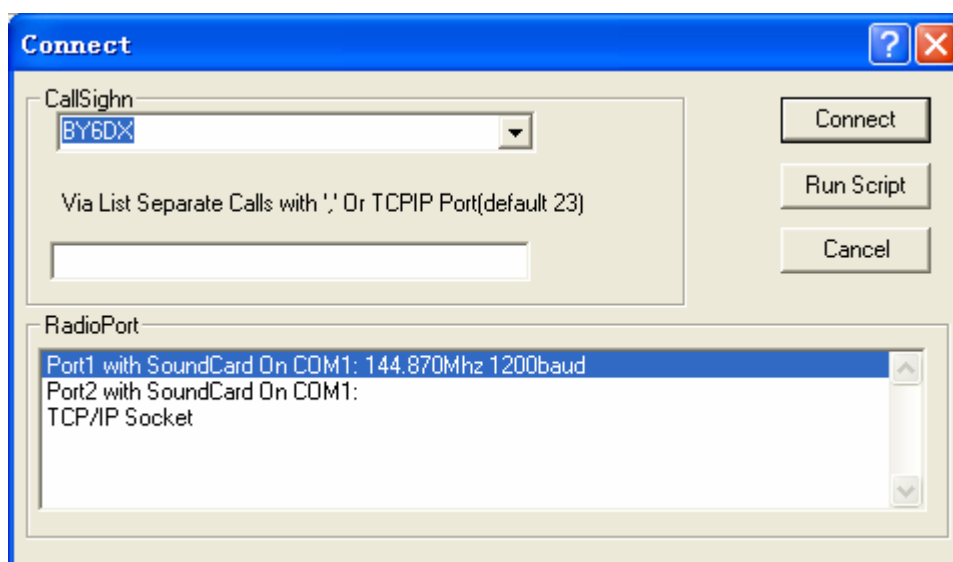 Connect
CallSighn
BY6DX
Via List Separate Calls with ',' Or TCPIP Port(default 23)
Connect
Run Script
Cancel
RadioPort
Port1 with SoundCard On COM1: 144.870Mhz 1200baud
Port2 with SoundCard On COM1:
TCP/IP Socket